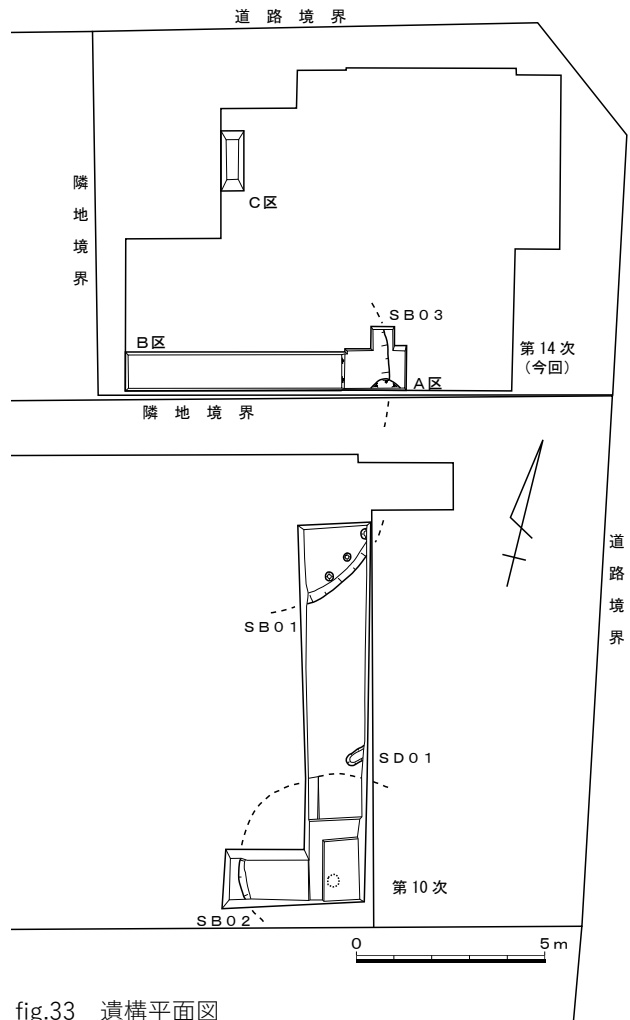 道路境界
隣地境界
C区
SB03
B区
第14次
（今回）
A区
隣地境界
道路境界
SB01
SD01
第10次
SB02
0 5m
fig.33　遺構平面図